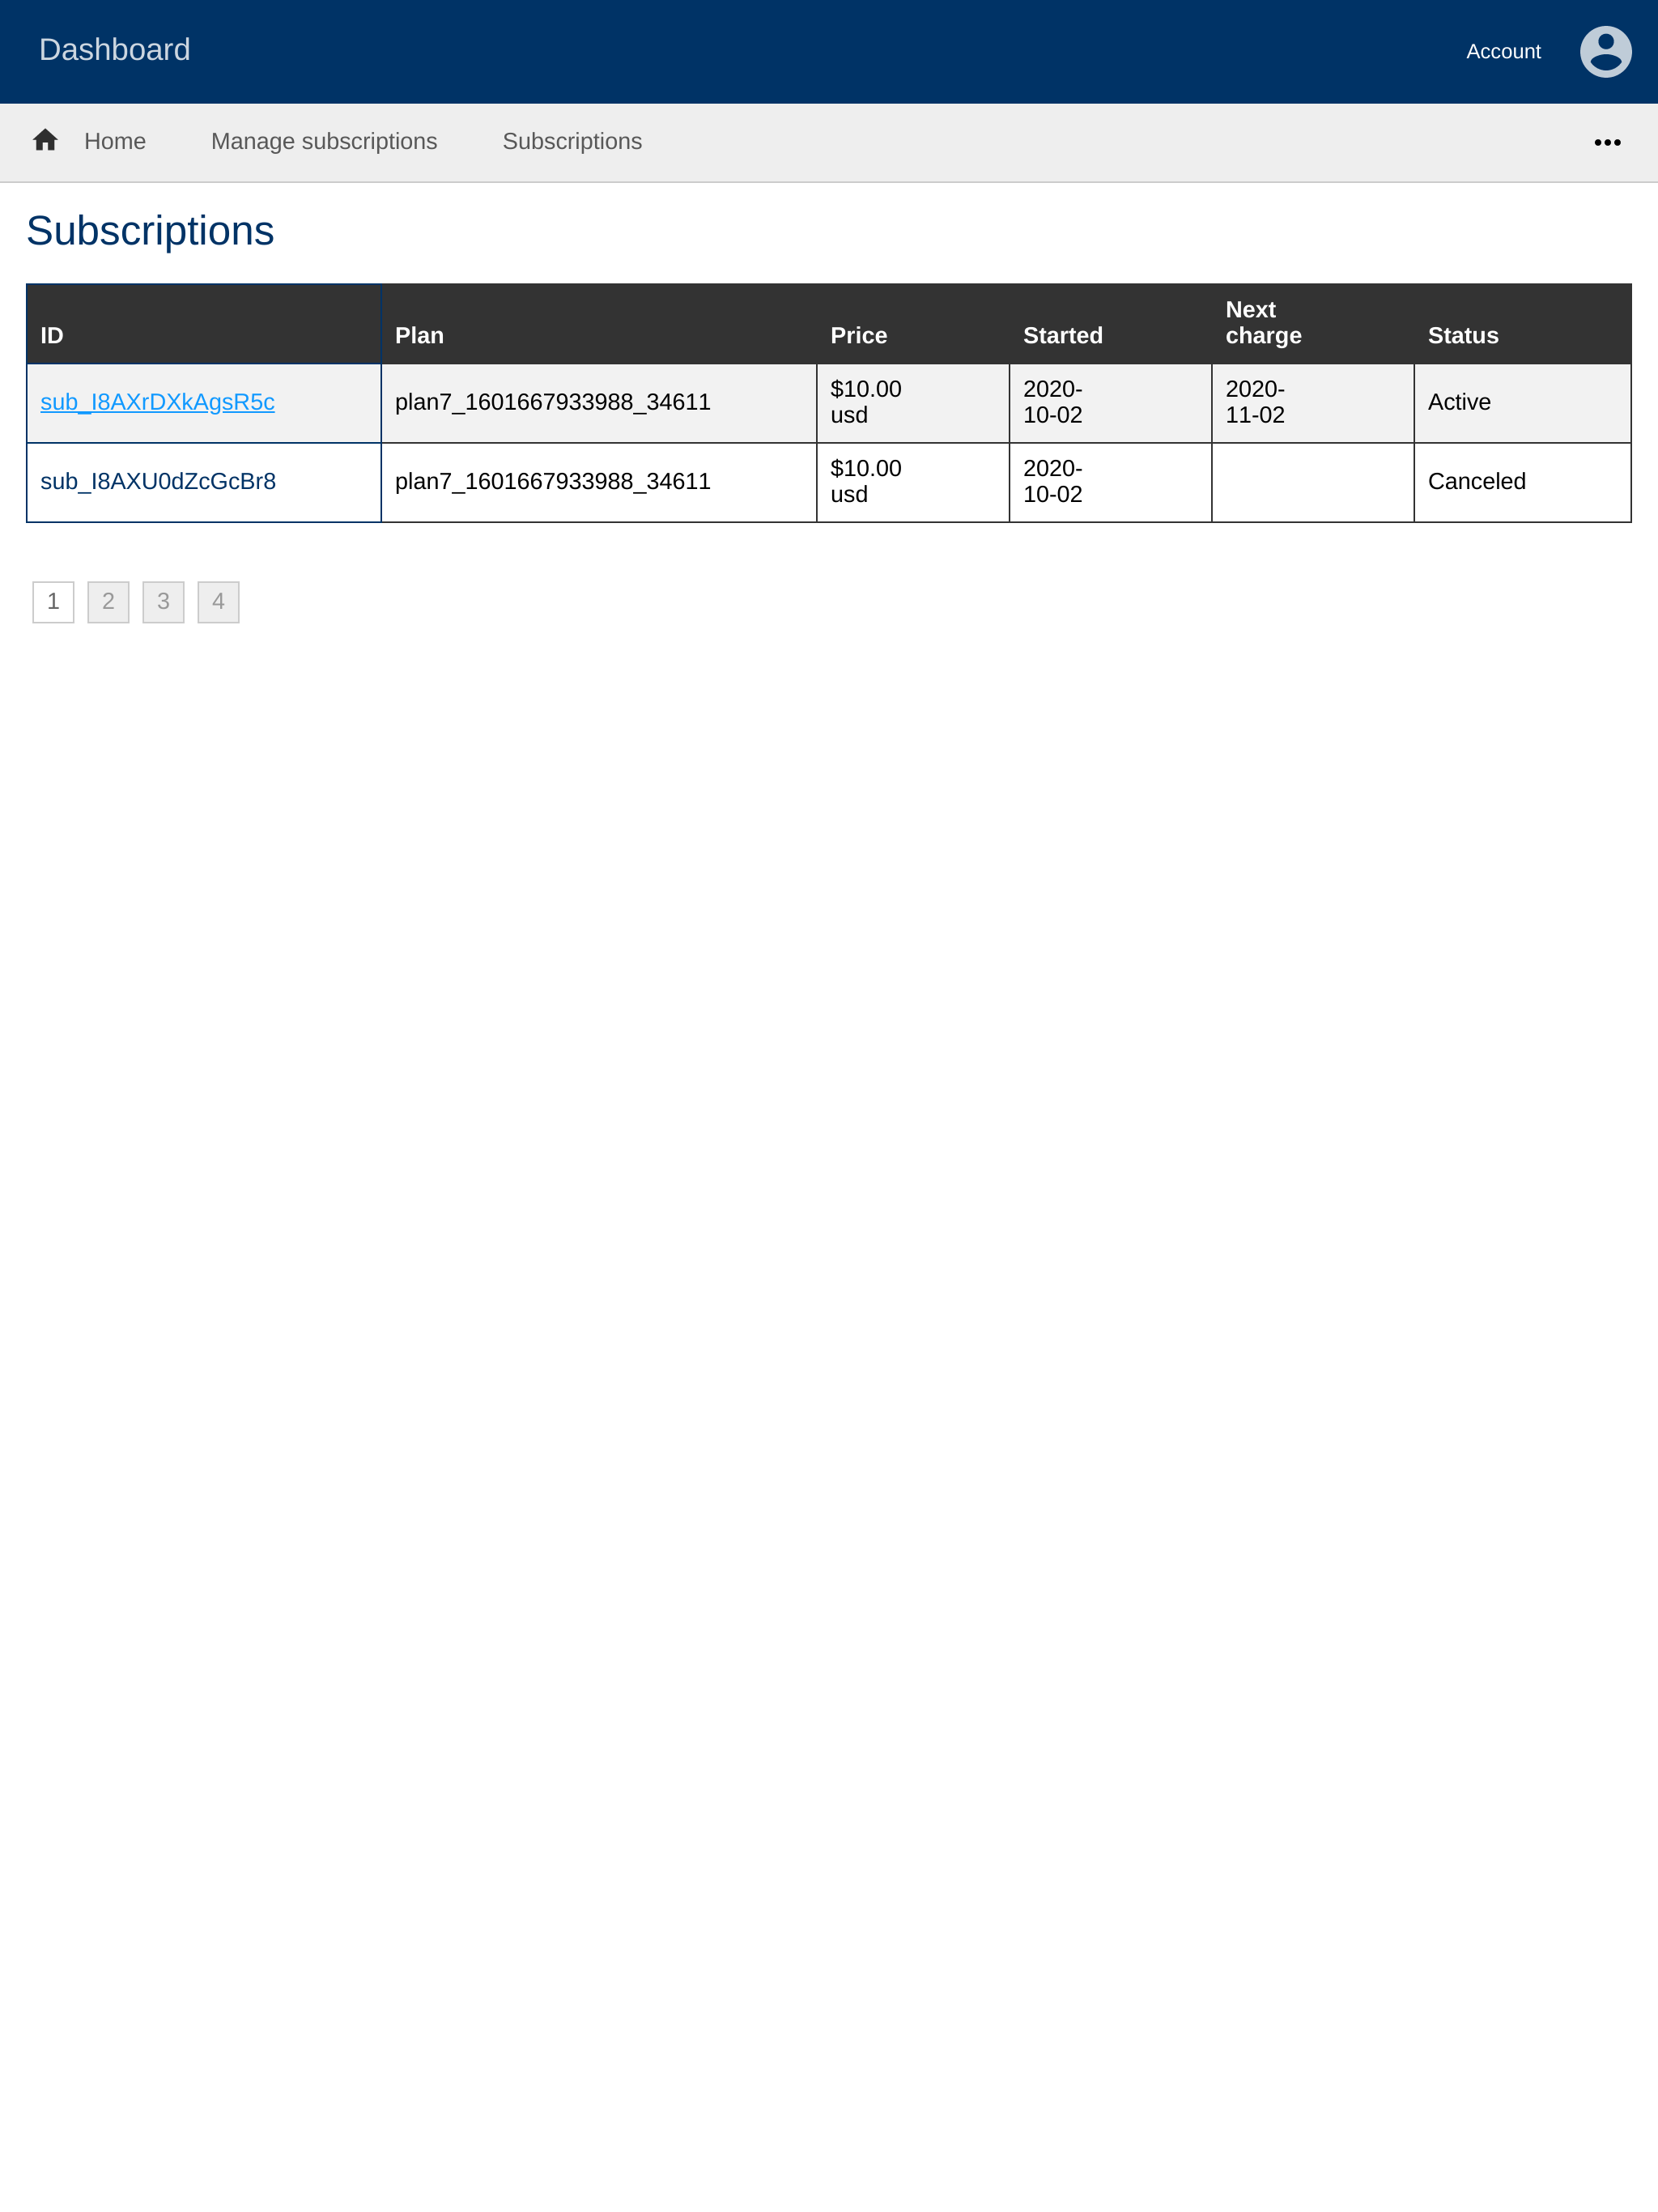 Dashboard
Account
Home Manage subscriptions Subscriptions
Subscriptions
ID Plan Price Started Next charge Status
sub_I8AXrDXkAgsR5c plan7_1601667933988_34611 $10.00 usd 2020-10-02 2020-11-02 Active
sub_I8AXU0dZcGcBr8 plan7_1601667933988_34611 $10.00 usd 2020-10-02 Canceled
1 2 3 4